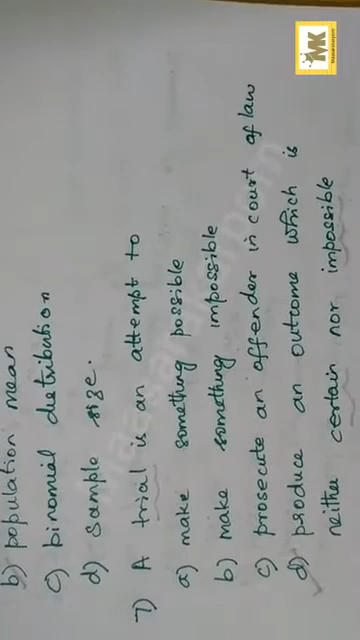 b) population mean
c) binomial distribution
d) sample size.
7) A trial is an attempt to
a) make something possible
b) make something impossible
c) prosecute an offender in court of law
d) produce an outcome which is
neither certain nor impossible
MK